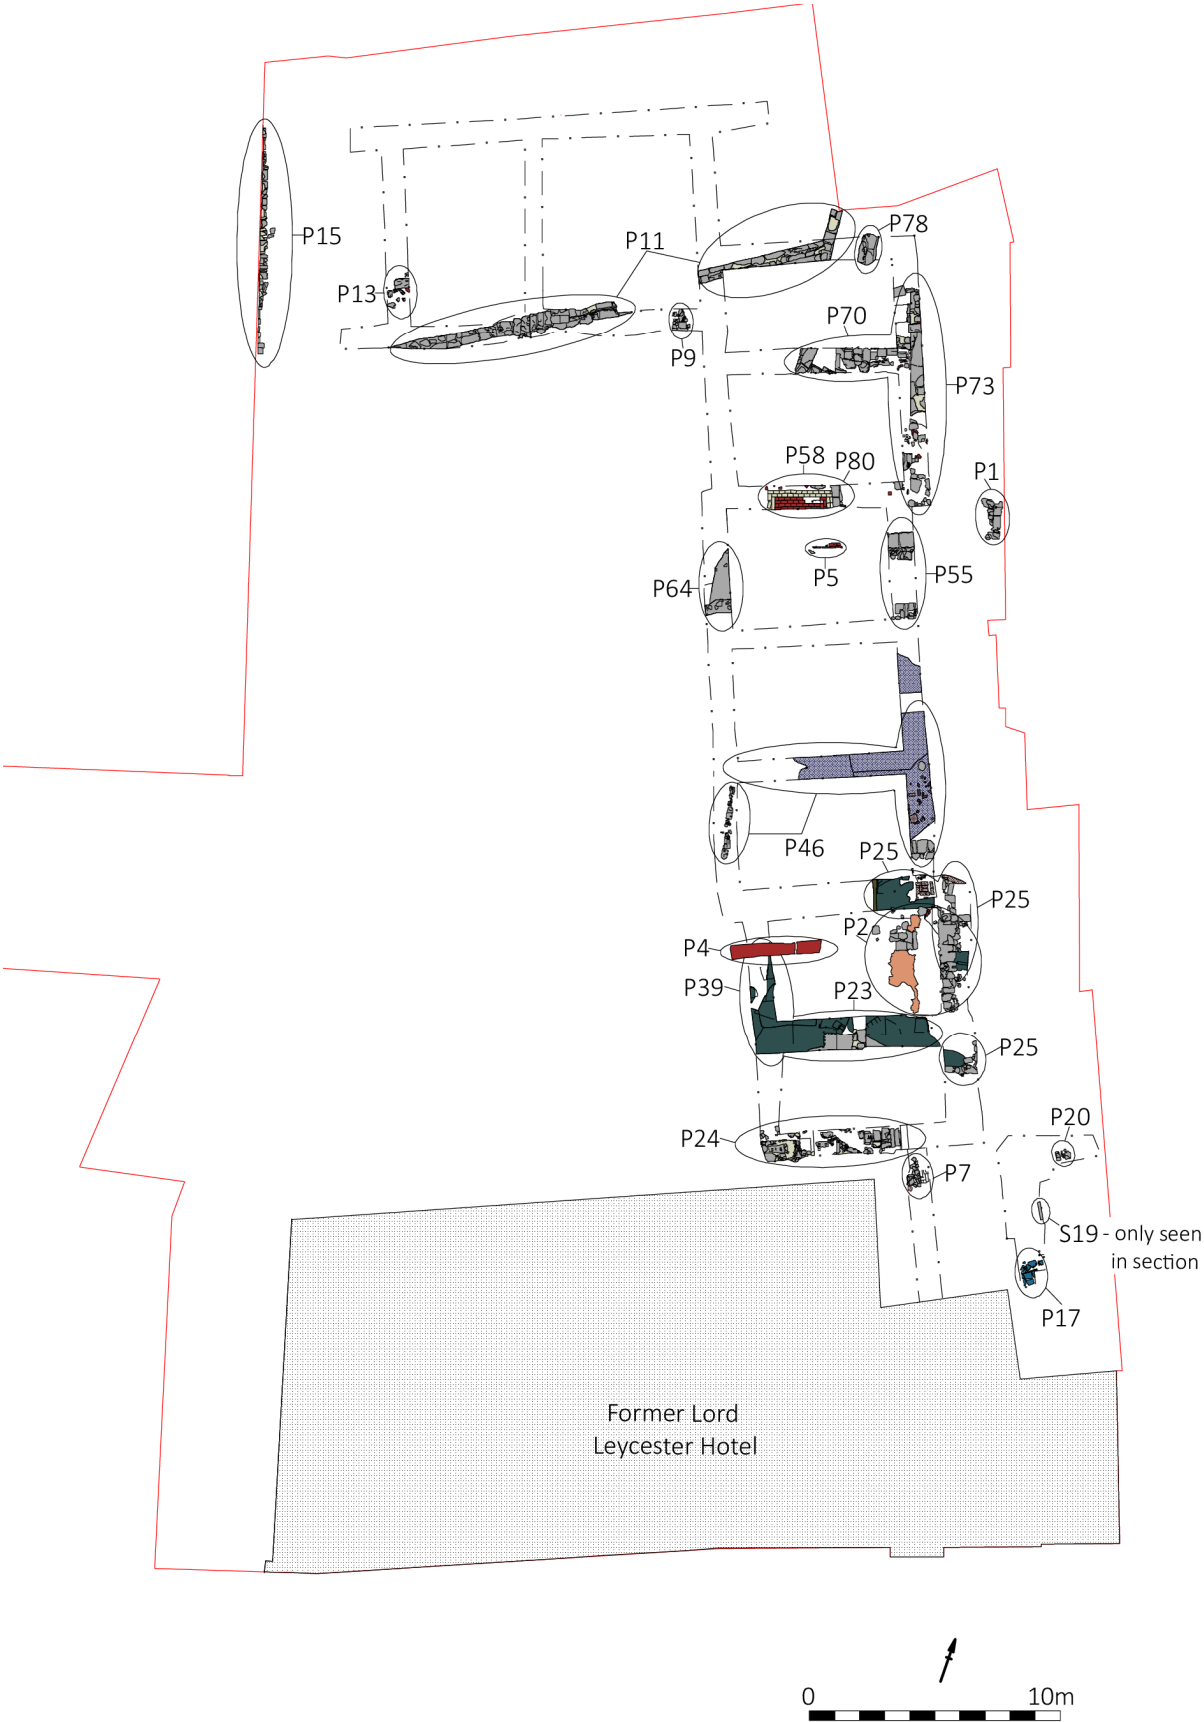 P78
P15
P11
P13
P70
P9
P73
P58
P80
P1
P5
P55
P64
P46
P25
P25
P2
P4
P39
P23
P25
P20
P24
P7
S19 - only seen
in section
P17
Former Lord
Leycester Hotel
0 10m